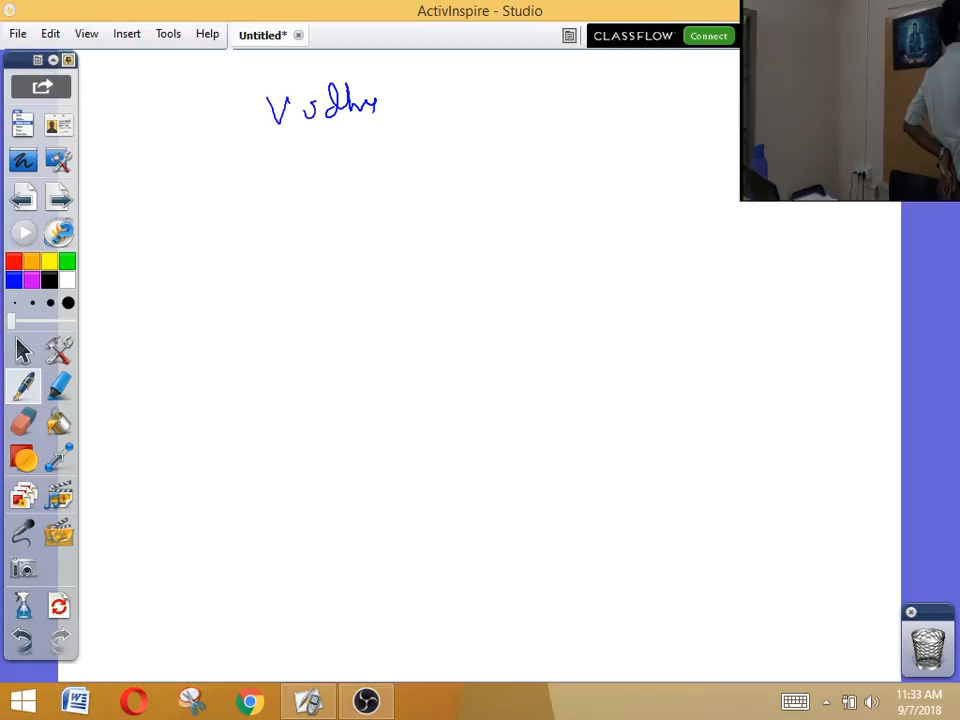 ActivInspire - Studio
File Edit View Insert Tools Help Untitled* CLASSFLOW Connect
11:33 AM
9/7/2018